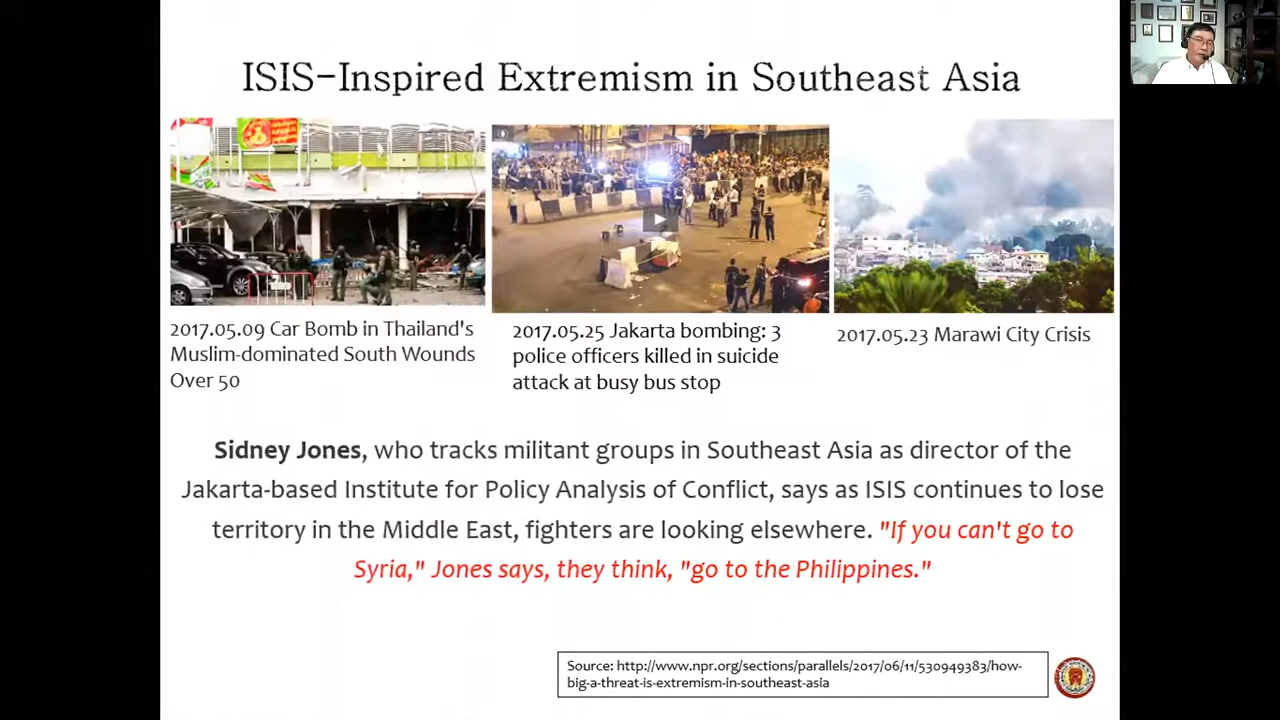 ISIS-Inspired Extremism in Southeast Asia
2017.05.09 Car Bomb in Thailand's
Muslim-dominated South Wounds
Over 50
2017.05.25 Jakarta bombing: 3
police officers killed in suicide
attack at busy bus stop
2017.05.23 Marawi City Crisis
Sidney Jones, who tracks militant groups in Southeast Asia as director of the
Jakarta-based Institute for Policy Analysis of Conflict, says as ISIS continues to lose
territory in the Middle East, fighters are looking elsewhere. "If you can't go to
Syria," Jones says, they think, "go to the Philippines."
Source: http://www.npr.org/sections/parallels/2017/06/11/530949383/how-
big-a-threat-is-extremism-in-southeast-asia